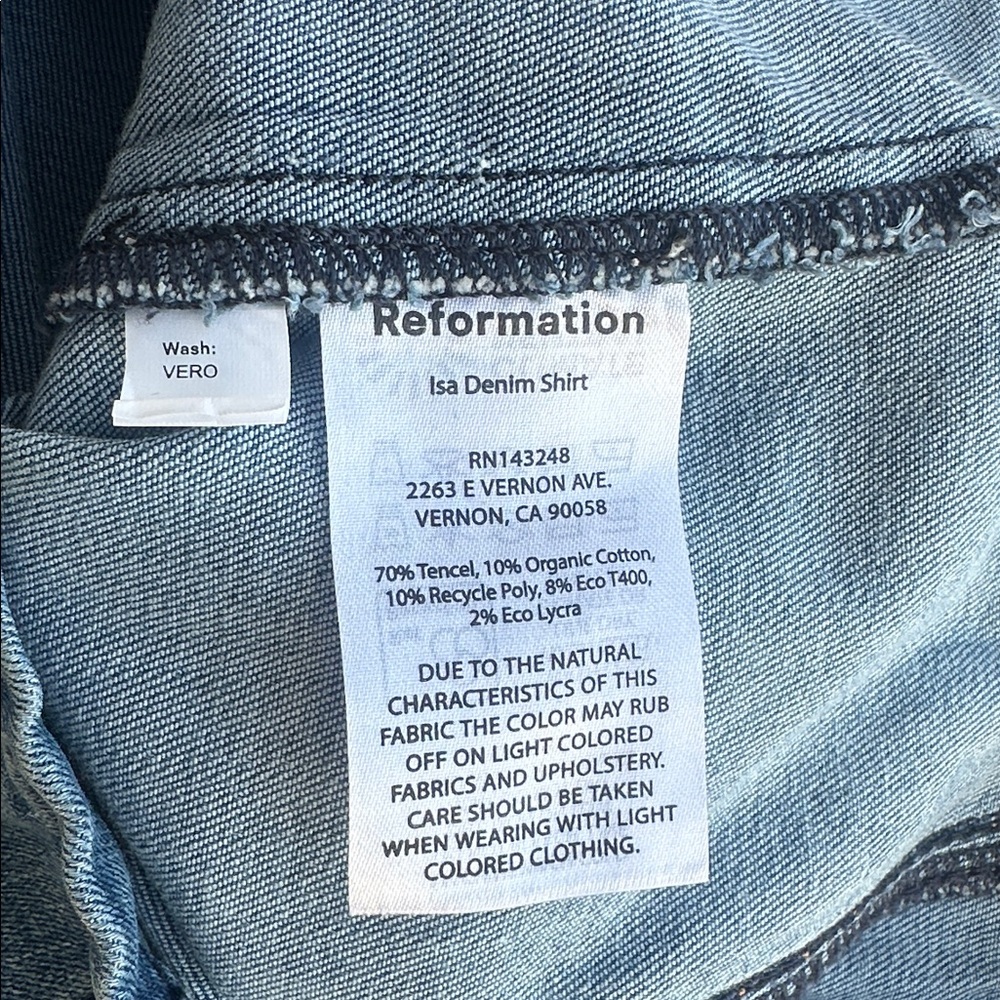 Wash:
VERO
Reformation
Isa Denim Shirt
RN143248
2263 E VERNON AVE.
VERNON, CA 90058
70% Tencel, 10% Organic Cotton,
10% Recycle Poly, 8% Eco T400,
2% Eco Lycra
DUE TO THE NATURAL
CHARACTERISTICS OF THIS
FABRIC THE COLOR MAY RUB
OFF ON LIGHT COLORED
FABRICS AND UPHOLSTERY.
CARE SHOULD BE TAKEN
WHEN WEARING WITH LIGHT
COLORED CLOTHING.